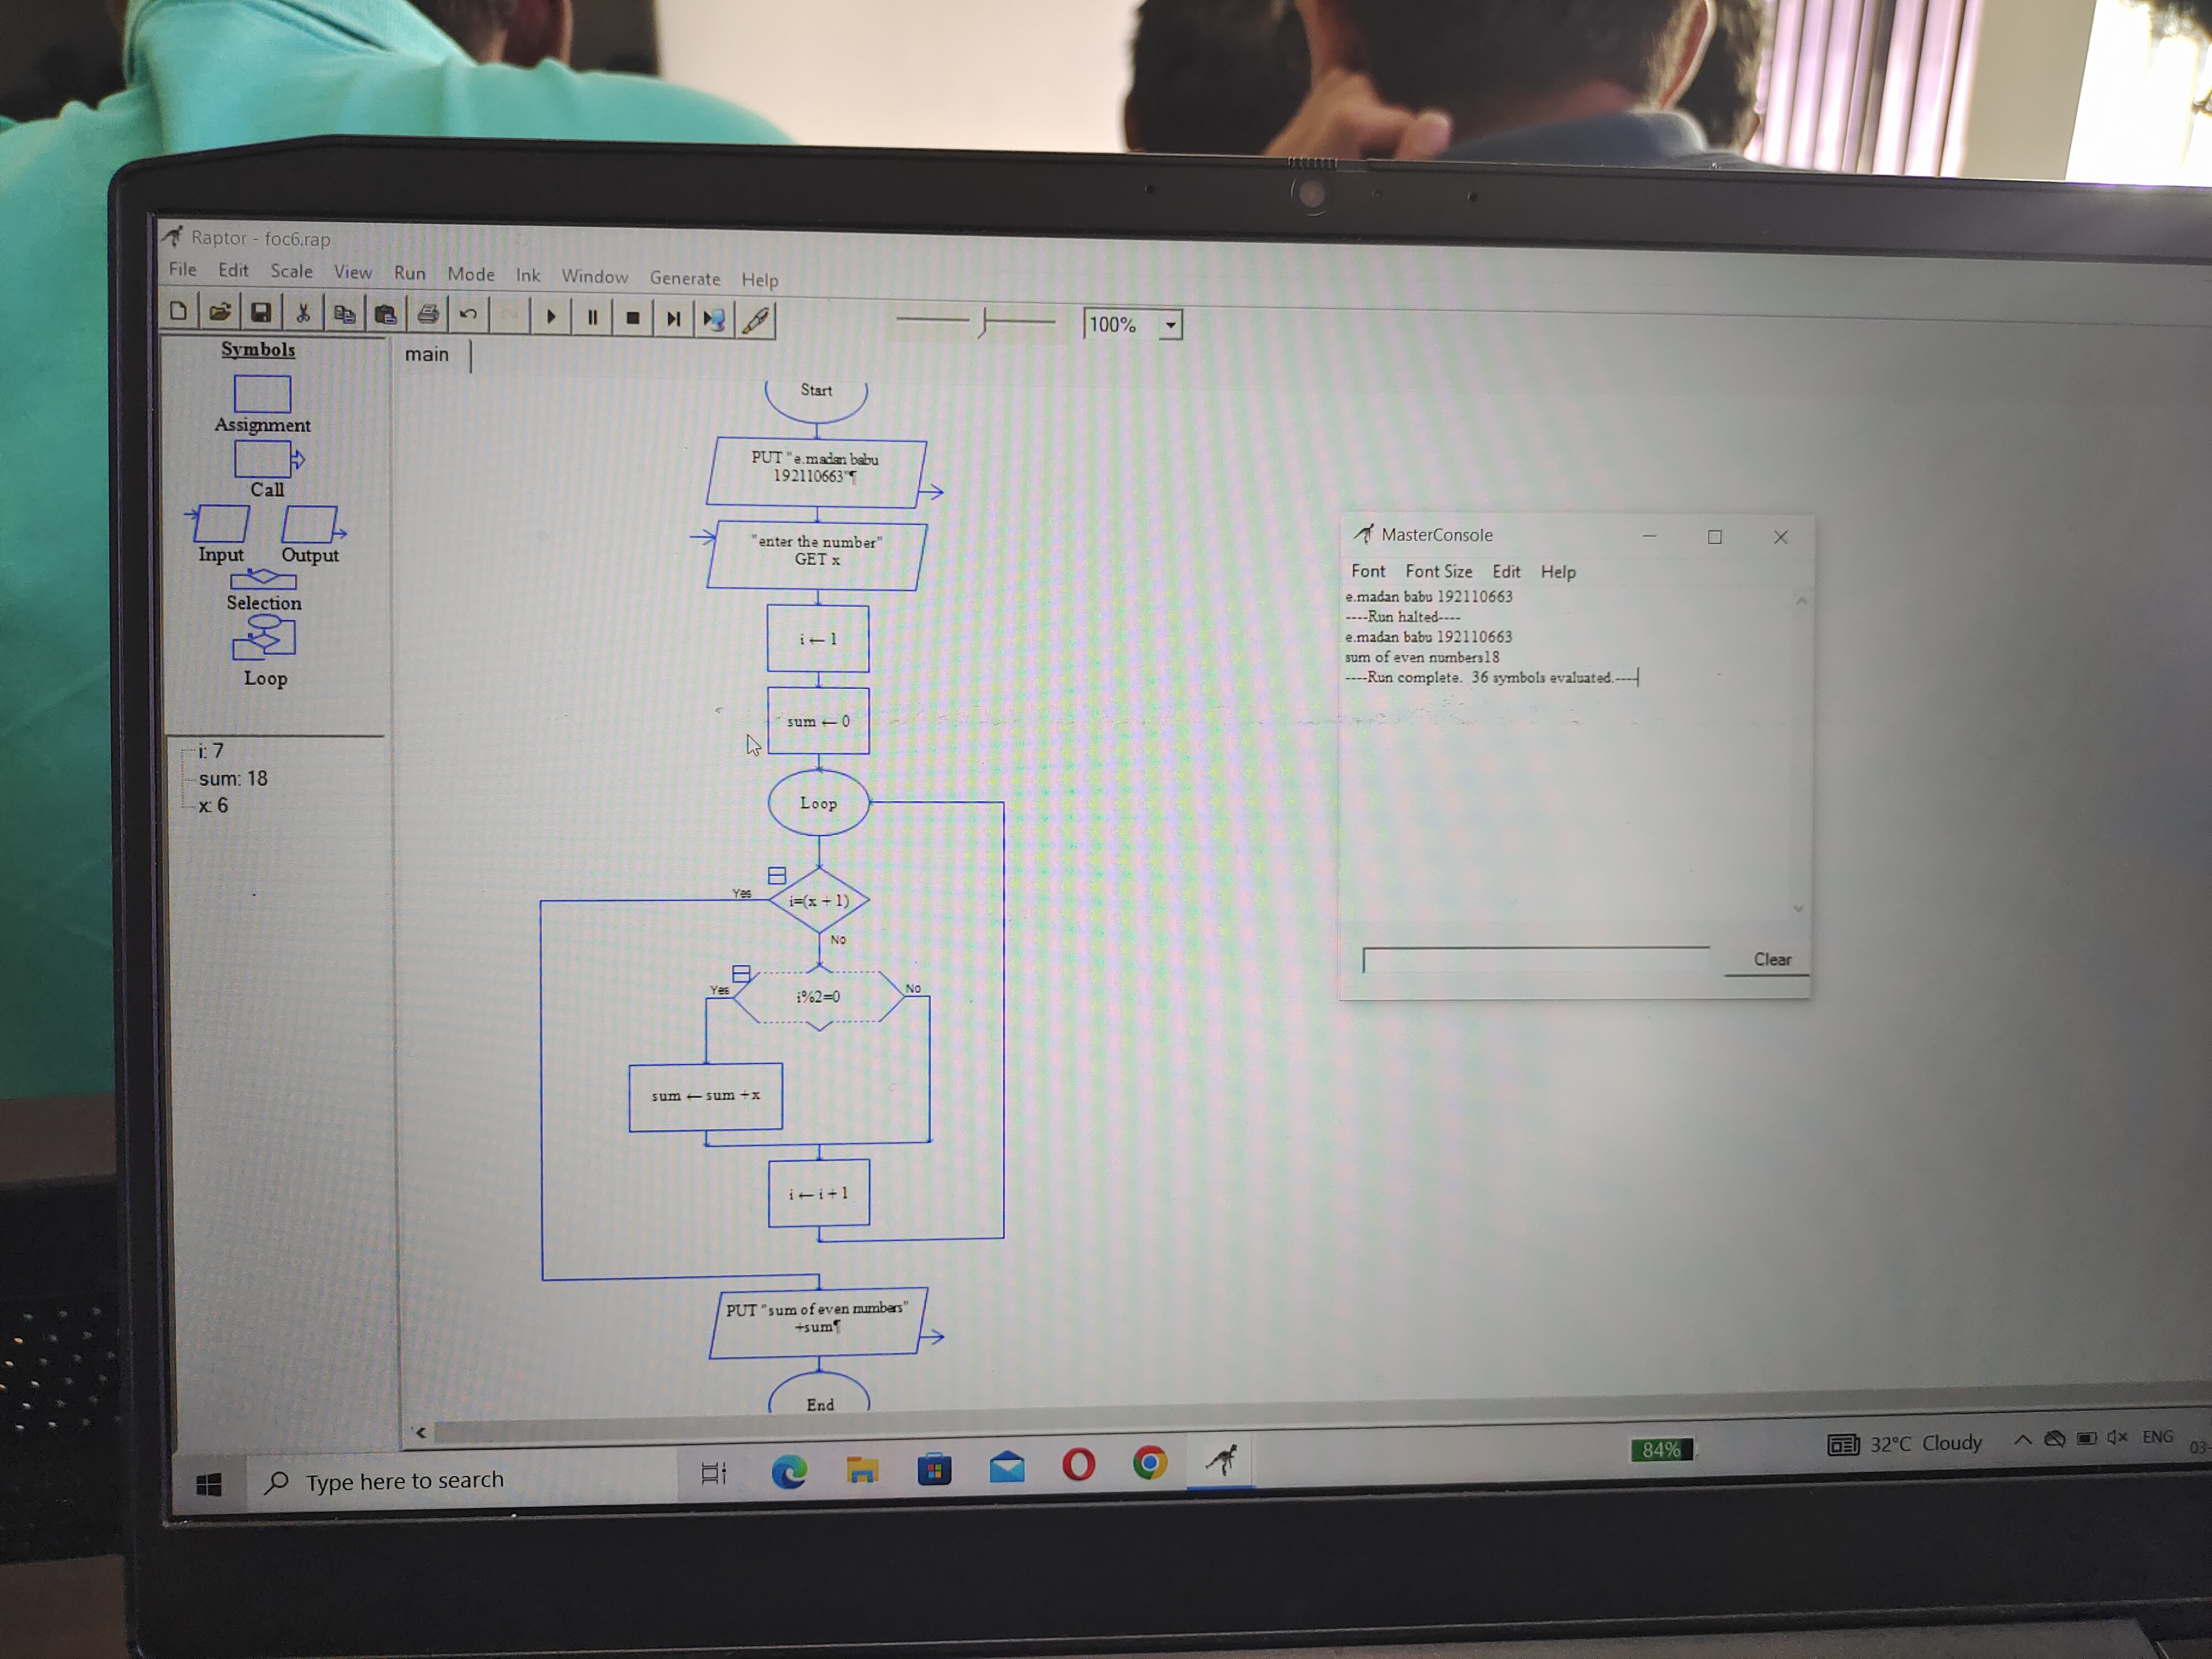 Raptor - foc6.rap
File Edit Scale View Run Mode Ink Window Generate Help
100%
Symbols
Assignment
Call
Input Output
Selection
Loop
i: 7
sum: 18
x: 6
main
Start
PUT "e.madan babu
192110663"¶
"enter the number"
GET x
i ← 1
sum ← 0
Loop
Yes
i=(x + 1)
No
Yes
i%2=0
No
sum ← sum +x
i ← i + 1
PUT "sum of even numbers"
+sum¶
End
MasterConsole
Font Font Size Edit Help
e.madan babu 192110663
----Run halted----
e.madan babu 192110663
sum of even numbers18
----Run complete. 36 symbols evaluated.----
Clear
Type here to search
84%
32°C Cloudy
ENG
03-